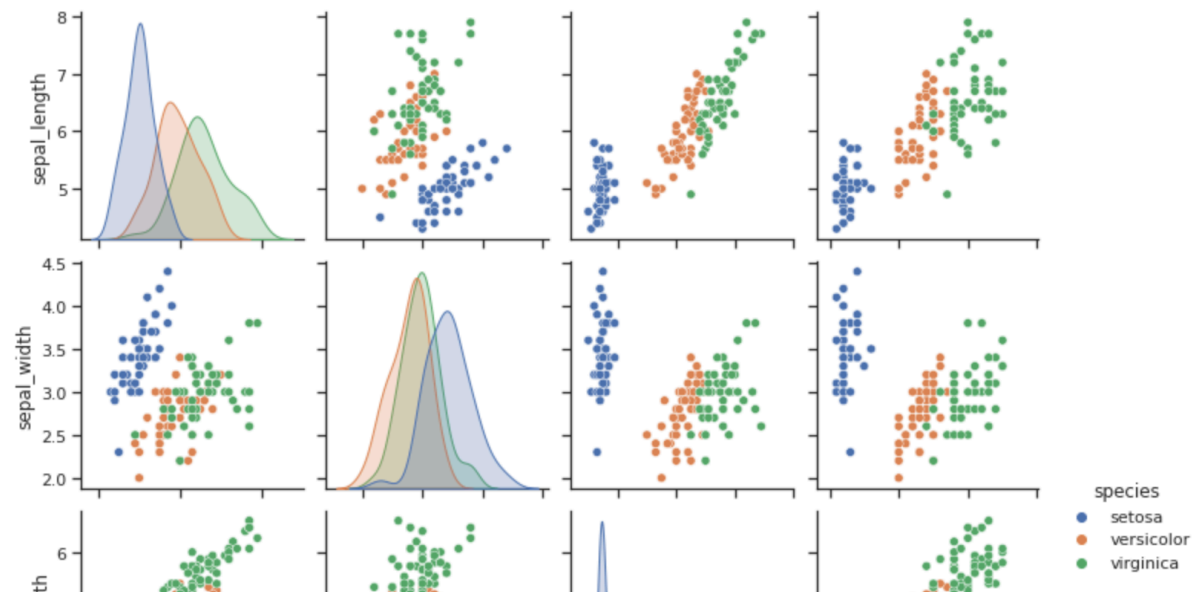 8
7
6
5
sepal_length
4.5
4.0
3.5
3.0
2.5
2.0
sepal_width
6
th
species
setosa
versicolor
virginica